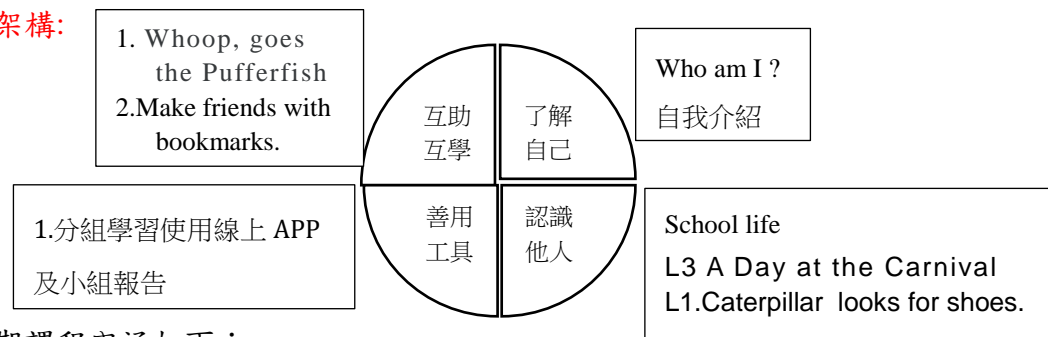 架構:
1. Whoop, goes
the Pufferfish
2.Make friends with
bookmarks.
互助
互學
了解
自己
Who am I ?
自我介紹
1.分組學習使用線上 APP
及小組報告
善用
工具
認識
他人
School life
L3 A Day at the Carnival
L1.Caterpillar looks for shoes.